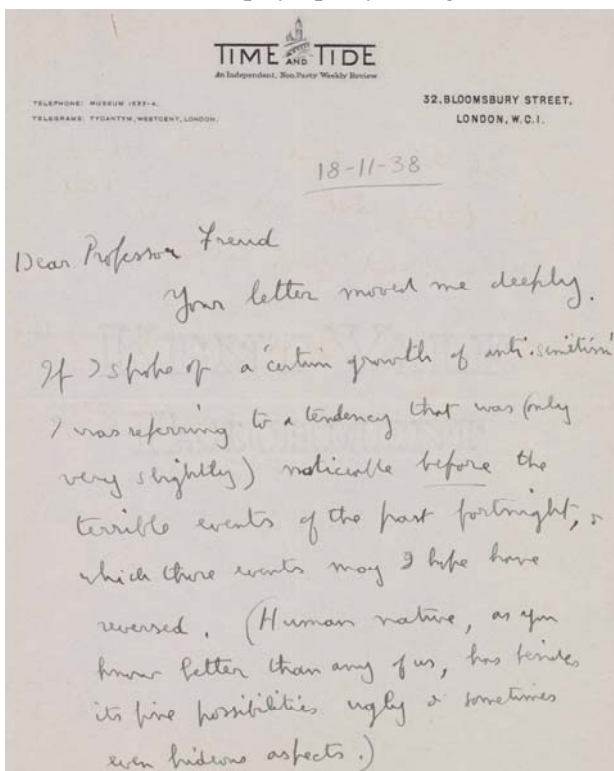 TIME AND TIDE
An Independent, Non-Party Weekly Review
TELEPHONE: MUSEUM 1533-4.
TELEGRAMS: TYDANTYM, WESTCENT, LONDON.
32, BLOOMSBURY STREET,
LONDON, W.C.1.
18-11-38
Dear Professor Freud
Your letter moved me deeply.
If I spoke of a 'certain growth of anti-semitism'
I was referring to a tendency that was (only
very slightly) noticeable before the
terrible events of the past fortnight, &
which those events may I hope have
reversed. (Human nature, as you
know better than any of us, has besides
its fine possibilities ugly & sometimes
even hideous aspects.)